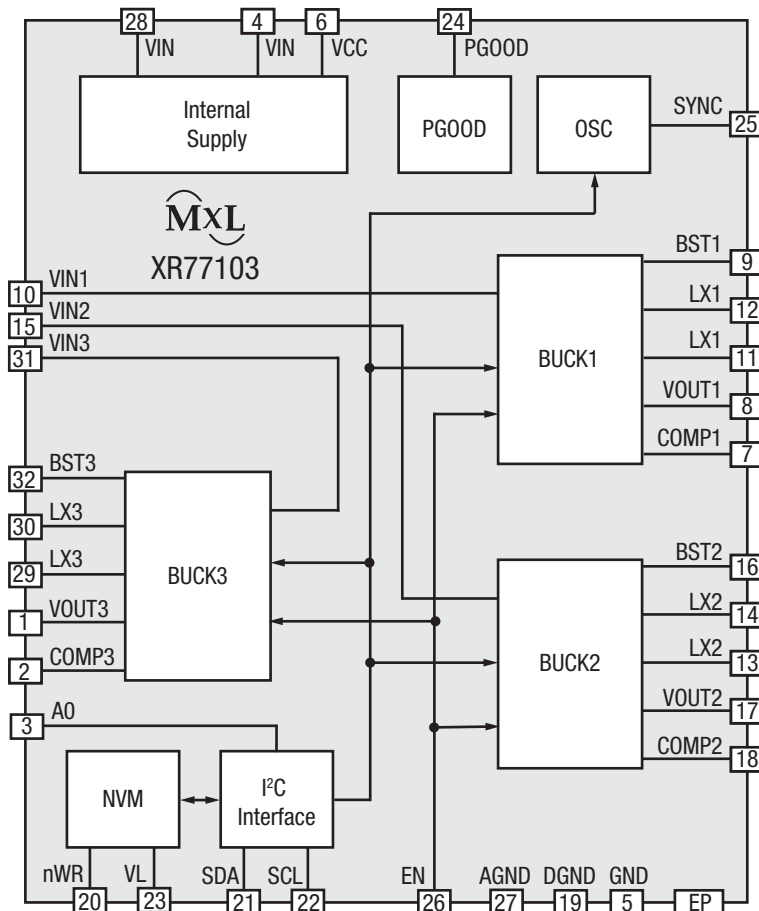 28 4 6 24
VIN VIN VCC PGOOD
Internal
Supply
PGOOD
OSC
SYNC
25
MxL
XR77103
10 VIN1
15 VIN2
31 VIN3
BUCK1
BST1
9
LX1
12
LX1
11
VOUT1
8
COMP1
7
32 BST3
30 LX3
29 LX3
1 VOUT3
2 COMP3
BUCK3
BUCK2
BST2
16
LX2
14
LX2
13
VOUT2
17
COMP2
18
3 A0
NVM
I²C
Interface
nWR VL SDA SCL EN AGND DGND GND
20 23 21 22 26 27 19 5 EP